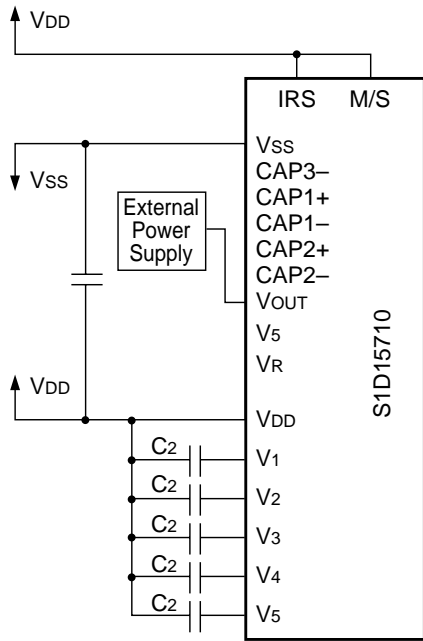 VDD
IRS M/S
VSS
VSS
CAP3–
CAP1+
CAP1–
CAP2+
CAP2–
VOUT
V5
VR
External
Power
Supply
S1D15710
VDD
VDD
C2 V1
C2 V2
C2 V3
C2 V4
C2 V5